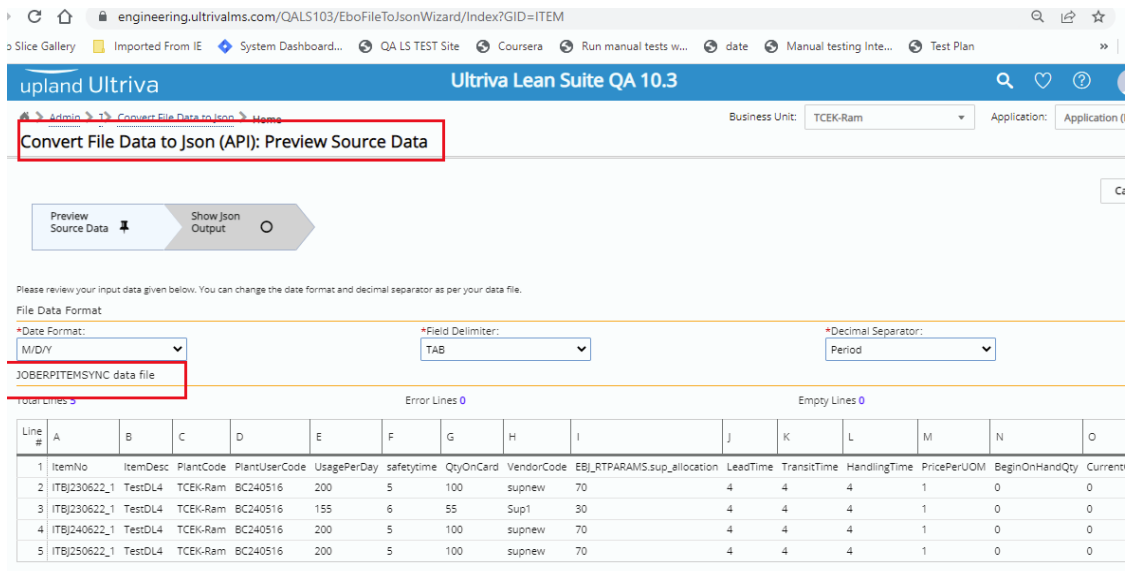 engineering.ultrivalms.com/QALS103/EboFileToJsonWizard/Index?GID=ITEM
Slice Gallery Imported From IE System Dashboard... QA LS TEST Site Coursera Run manual tests w... date Manual testing Inte... Test Plan »
upland Ultriva Ultriva Lean Suite QA 10.3
Admin Convert File Data to Json Home Business Unit: TCEK-Ram Application: Application (
Convert File Data to Json (API): Preview Source Data
Ca
Preview Source Data Show Json Output
Please review your input data given below. You can change the date format and decimal separator as per your data file.
File Data Format
*Date Format: *Field Delimiter: *Decimal Separator:
M/D/Y TAB Period
JOBERPITEMSYNC data file
Total Lines 5 Error Lines 0 Empty Lines 0
Line # A B C D E F G H I J K L M N O
1 ItemNo ItemDesc PlantCode PlantUserCode UsagePerDay safetytime QtyOnCard VendorCode EBJ_RTPARAMS.sup_allocation LeadTime TransitTime HandlingTime PricePerUOM BeginOnHandQty Current
2 ITBJ230622_1 TestDL4 TCEK-Ram BC240516 200 5 100 supnew 70 4 4 4 1 0 0
3 ITBJ230622_1 TestDL4 TCEK-Ram BC240516 155 6 55 Sup1 30 4 4 4 1 0 0
4 ITBJ240622_1 TestDL4 TCEK-Ram BC240516 200 5 100 supnew 70 4 4 4 1 0 0
5 ITBJ250622_1 TestDL4 TCEK-Ram BC240516 200 5 100 supnew 70 4 4 4 1 0 0